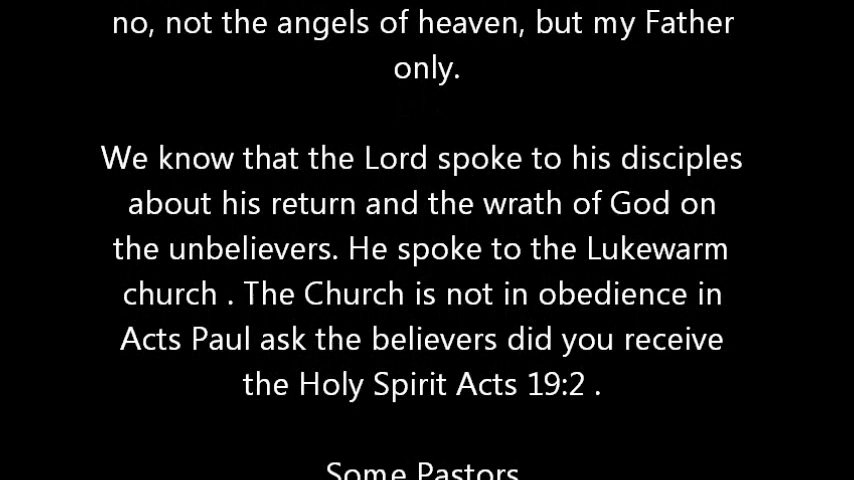 no, not the angels of heaven, but my Father
only.
We know that the Lord spoke to his disciples
about his return and the wrath of God on
the unbelievers. He spoke to the Lukewarm
church . The Church is not in obedience in
Acts Paul ask the believers did you receive
the Holy Spirit Acts 19:2 .
Some Pastors